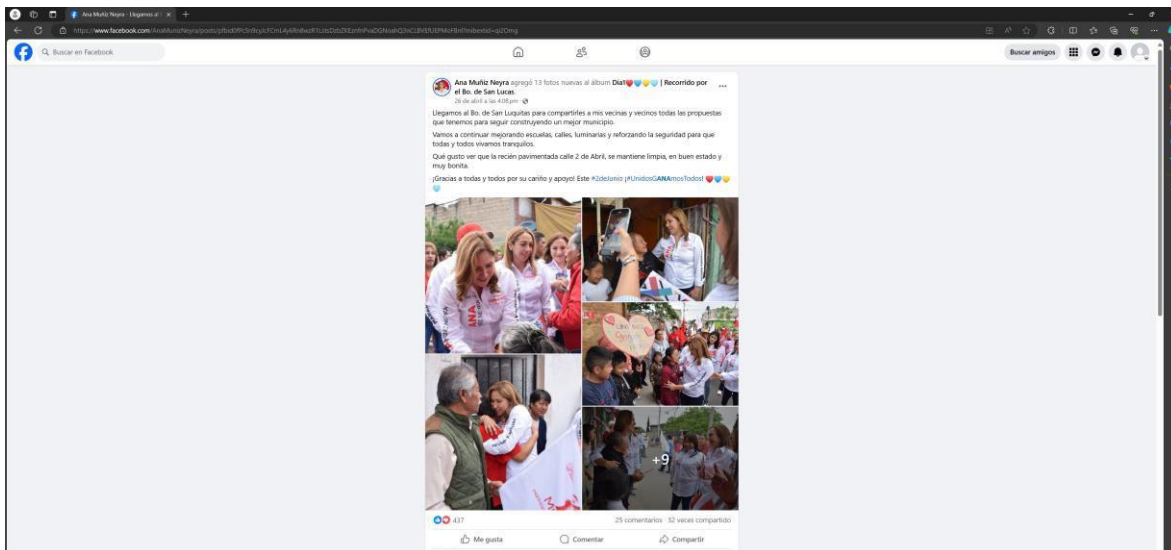 Ana Muñiz Neyra - Llegamos al
Buscar en Facebook
Buscar amigos
Ana Muñiz Neyra agregó 13 fotos nuevas al álbum Día1❤️💙💛🩵 | Recorrido por
el Bo. de San Lucas.
26 de abril a las 4:08 pm
Llegamos al Bo. de San Luquitas para compartirles a mis vecinas y vecinos todas las propuestas
que tenemos para seguir construyendo un mejor municipio.
Vamos a continuar mejorando escuelas, calles, luminarias y reforzando la seguridad para que
todas y todos vivamos tranquilos.
Qué gusto ver que la recién pavimentada calle 2 de Abril, se mantiene limpia, en buen estado y
muy bonita.
¡Gracias a todas y todos por su cariño y apoyo! Este #2deJunio ¡#UnidosGANAmosTodos! ❤️💙💛
🩵
ANA
+9
437
25 comentarios
32 veces compartido
Me gusta
Comentar
Compartir